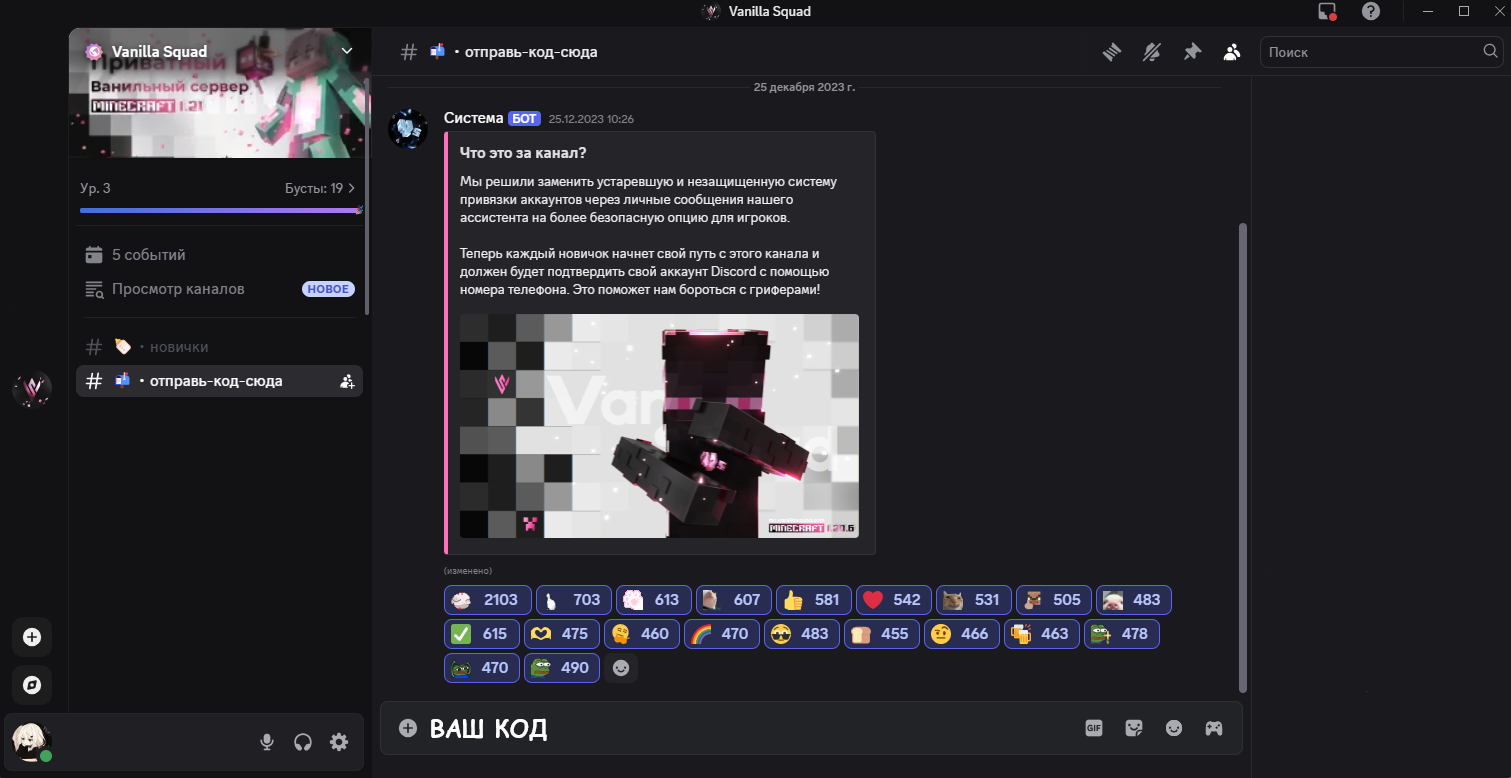 Vanilla Squad
Vanilla Squad
Приватный
Ванильный сервер
MINECRAFT 1.21
Ур. 3
Бусты: 19
5 событий
Просмотр каналов
НОВОЕ
• новички
• отправь-код-сюда
• отправь-код-сюда
Поиск
25 декабря 2023 г.
Система БОТ 25.12.2023 10:26
Что это за канал?
Мы решили заменить устаревшую и незащищенную систему
привязки аккаунтов через личные сообщения нашего
ассистента на более безопасную опцию для игроков.
Теперь каждый новичок начнет свой путь с этого канала и
должен будет подтвердить свой аккаунт Discord с помощью
номера телефона. Это поможет нам бороться с гриферами!
Van
d
MINECRAFT
(изменено)
2103 703 613 607 581 542 531 505 483
615 475 460 470 483 455 466 463 478
470 490
ВАШ КОД
GIF